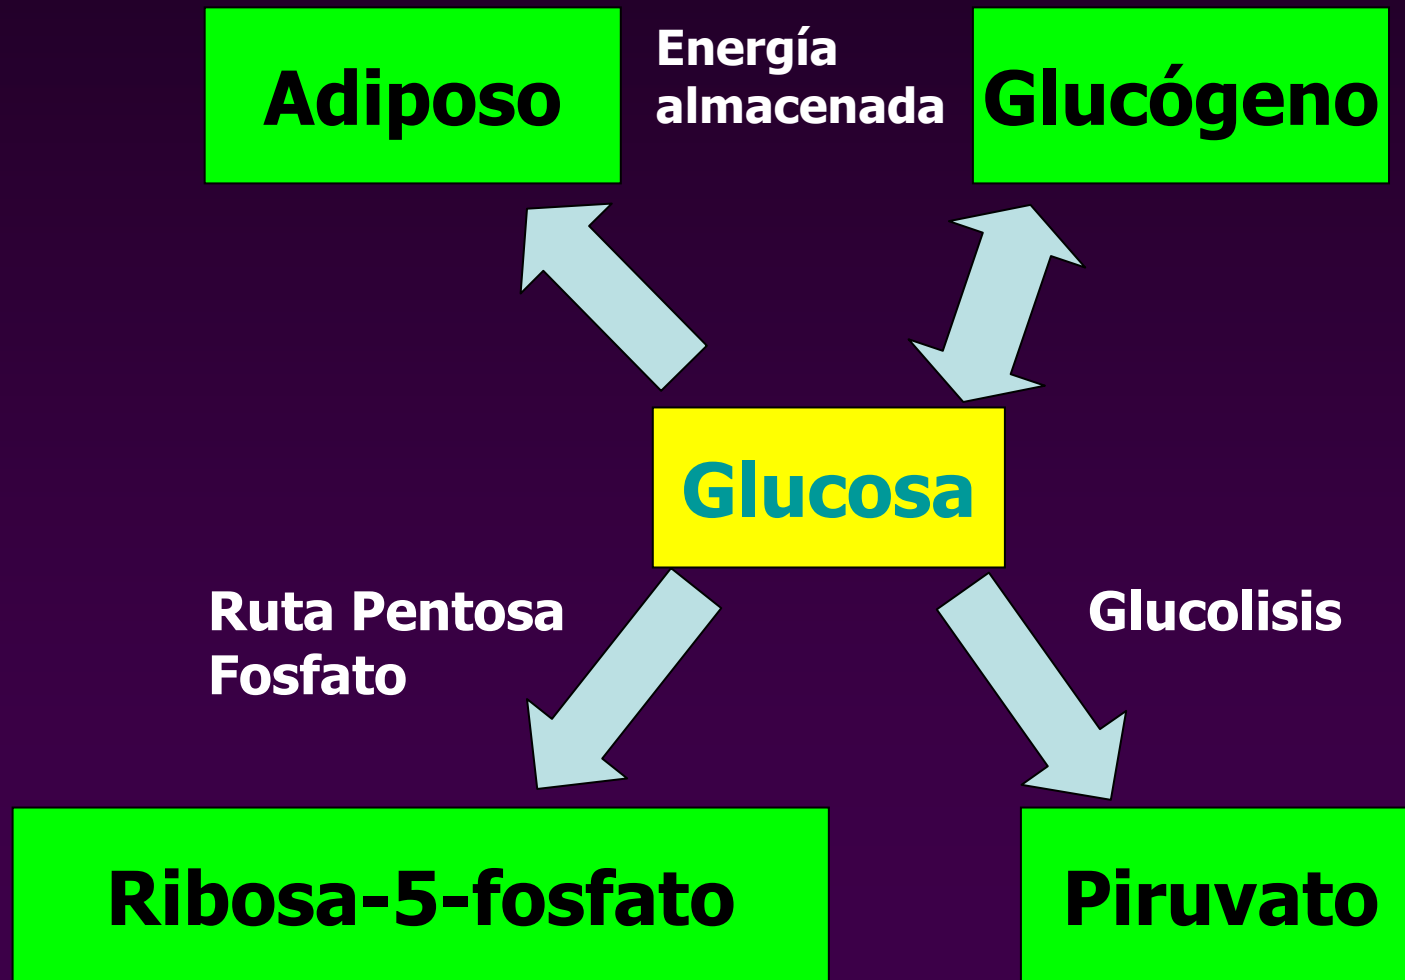 Adiposo
Energía
almacenada
Glucógeno
Glucosa
Ruta Pentosa
Fosfato
Glucolisis
Ribosa-5-fosfato
Piruvato